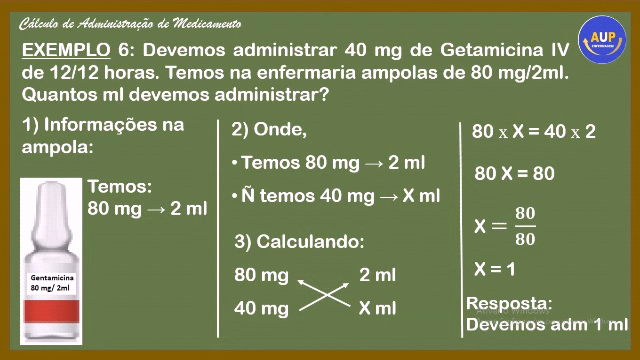 Cálculo de Administração de Medicamento
AUP
EXEMPLO 6: Devemos administrar 40 mg de Getamicina IV
de 12/12 horas. Temos na enfermaria ampolas de 80 mg/2ml.
Quantos ml devemos administrar?
1) Informações na
ampola:
Temos:
80 mg → 2 ml
Gentamicina
80 mg/ 2ml
2) Onde,
• Temos 80 mg → 2 ml
• Ñ temos 40 mg → X ml
3) Calculando:
80 mg 2 ml
40 mg X ml
80 x X = 40 x 2
80 X = 80
X = 80/80
X = 1
Resposta:
Devemos adm 1 ml